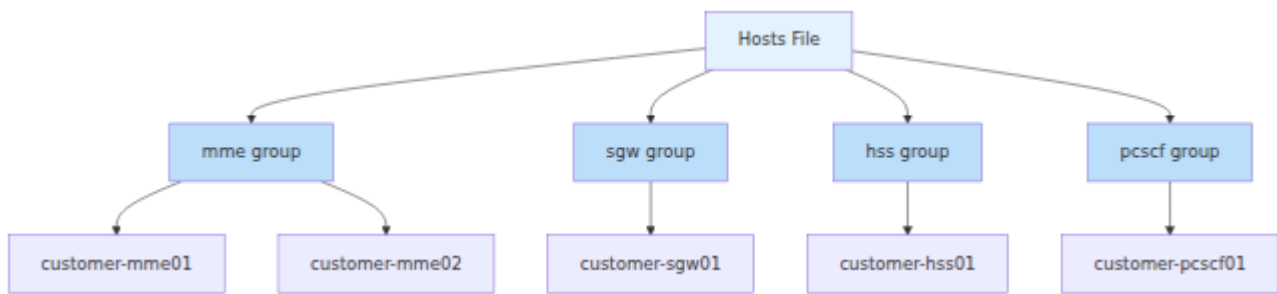 Hosts File
mme group
sgw group
hss group
pcscf group
customer-mme01
customer-mme02
customer-sgw01
customer-hss01
customer-pcscf01